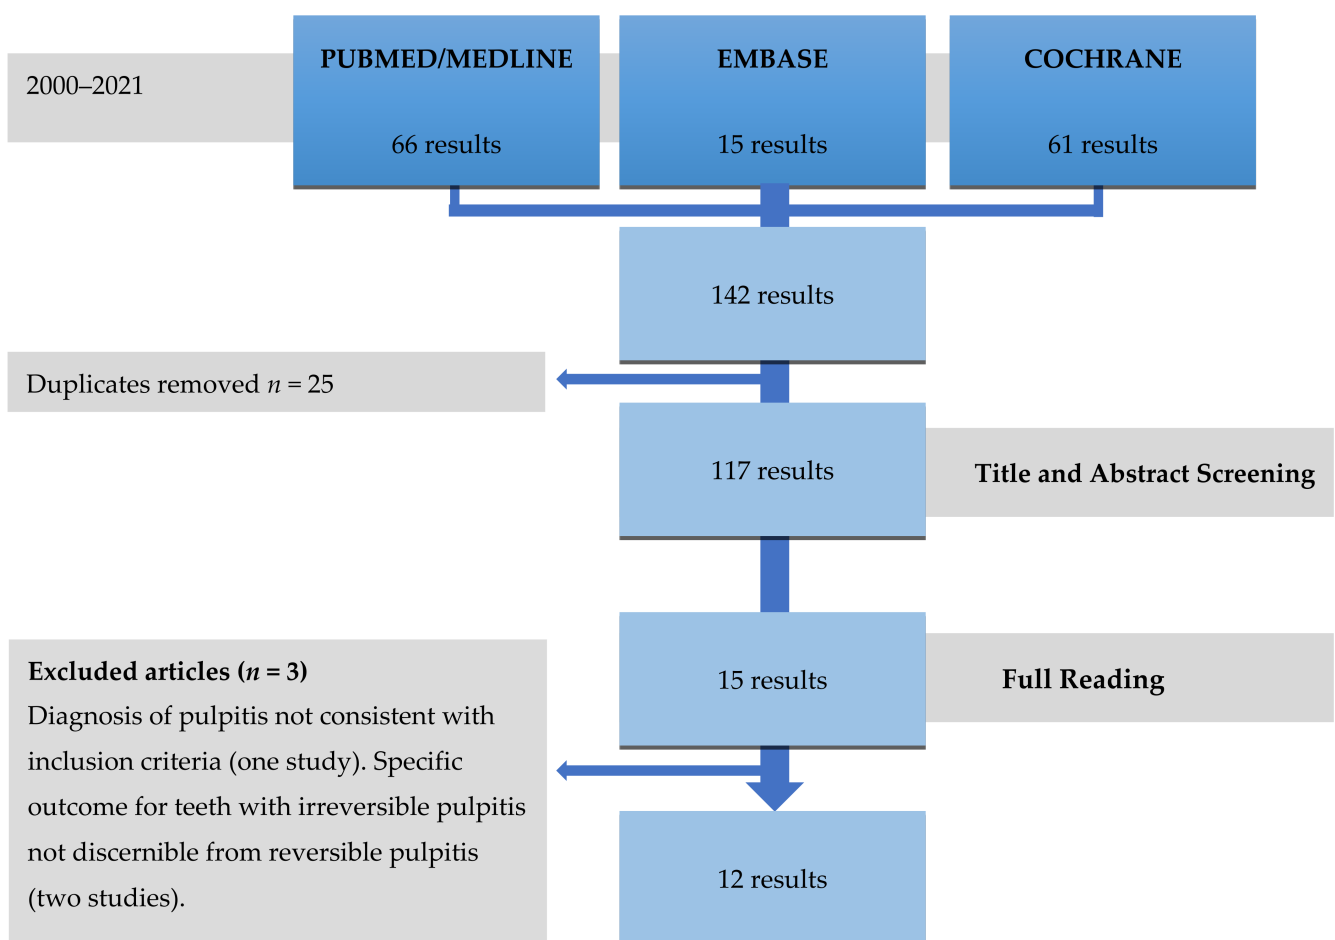 2000–2021
PUBMED/MEDLINE
66 results
EMBASE
15 results
COCHRANE
61 results
142 results
Duplicates removed n = 25
117 results
Title and Abstract Screening
15 results
Full Reading
Excluded articles (n = 3)
Diagnosis of pulpitis not consistent with
inclusion criteria (one study). Specific
outcome for teeth with irreversible pulpitis
not discernible from reversible pulpitis
(two studies).
12 results